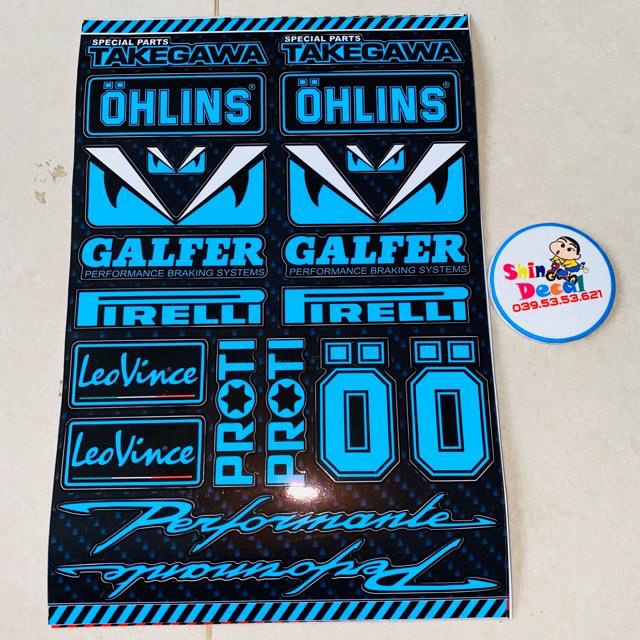 SPECIAL PARTS
TAKEGAWA
SPECIAL PARTS
TAKEGAWA
ÖHLINS®
ÖHLINS®
GALFER
PERFORMANCE BRAKING SYSTEMS
GALFER
PERFORMANCE BRAKING SYSTEMS
PIRELLI
PIRELLI
LeoVince
LeoVince
PROTI
PROTI
Ö
Ö
Performante
Performante
Shin
Decal
039.53.53.621